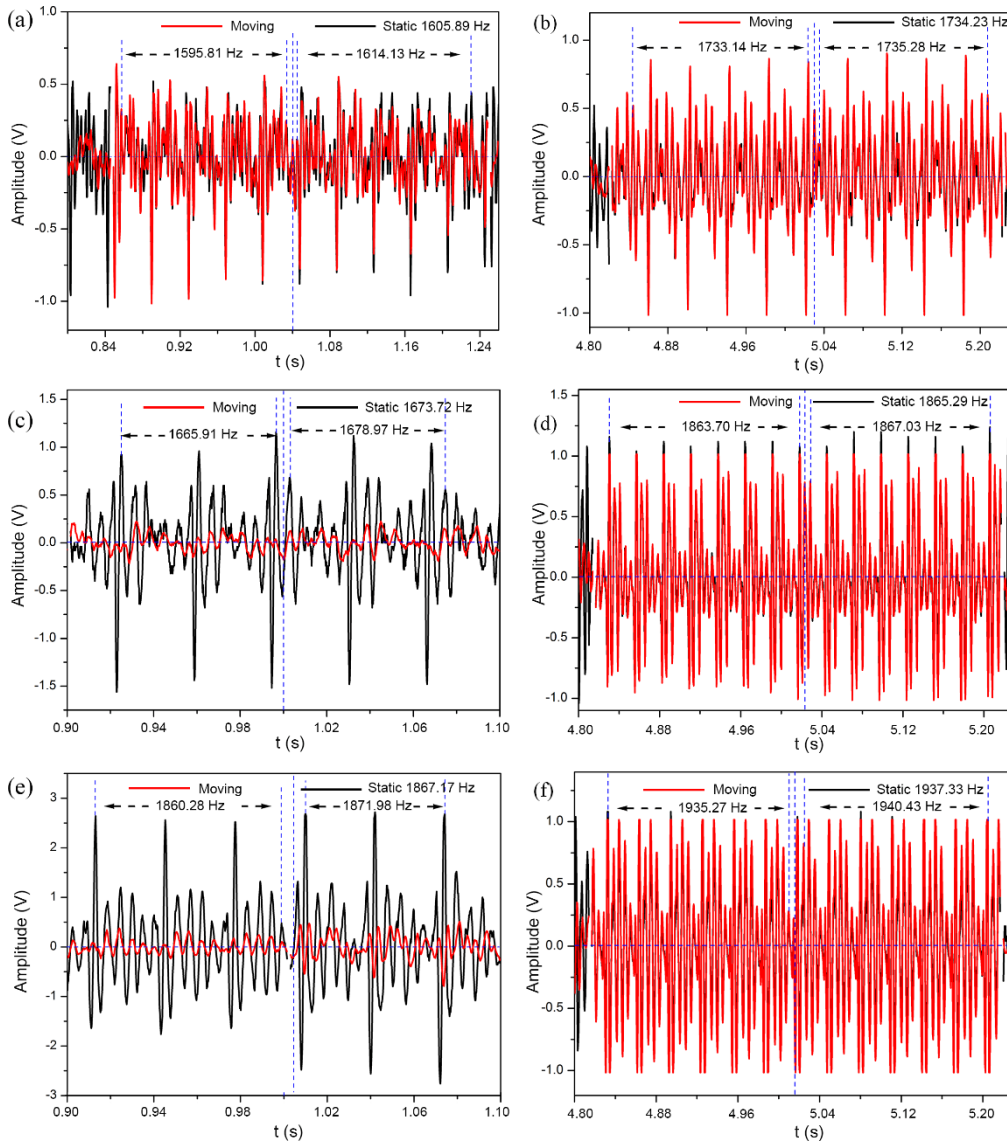 (a)
Moving
Static 1605.89 Hz
1595.81 Hz
1614.13 Hz
Amplitude (V)
1.0
0.5
0.0
-0.5
-1.0
0.84 0.92 1.00 1.08 1.16 1.24
t (s)
(b)
Moving
Static 1734.23 Hz
1733.14 Hz
1735.28 Hz
Amplitude (V)
1.0
0.5
0.0
-0.5
-1.0
4.80 4.88 4.96 5.04 5.12 5.20
t (s)
(c)
Moving
Static 1673.72 Hz
1665.91 Hz
1678.97 Hz
Amplitude (V)
1.5
1.0
0.5
0.0
-0.5
-1.0
-1.5
0.90 0.94 0.98 1.02 1.06 1.10
t (s)
(d)
Moving
Static 1865.29 Hz
1863.70 Hz
1867.03 Hz
Amplitude (V)
1.5
1.0
0.5
0.0
-0.5
-1.0
4.80 4.88 4.96 5.04 5.12 5.20
t (s)
(e)
Moving
Static 1867.17 Hz
1860.28 Hz
1871.98 Hz
Amplitude (V)
3
2
1
0
-1
-2
-3
0.90 0.94 0.98 1.02 1.06 1.10
t (s)
(f)
Moving
Static 1937.33 Hz
1935.27 Hz
1940.43 Hz
Amplitude (V)
1.0
0.5
0.0
-0.5
-1.0
4.80 4.88 4.96 5.04 5.12 5.20
t (s)